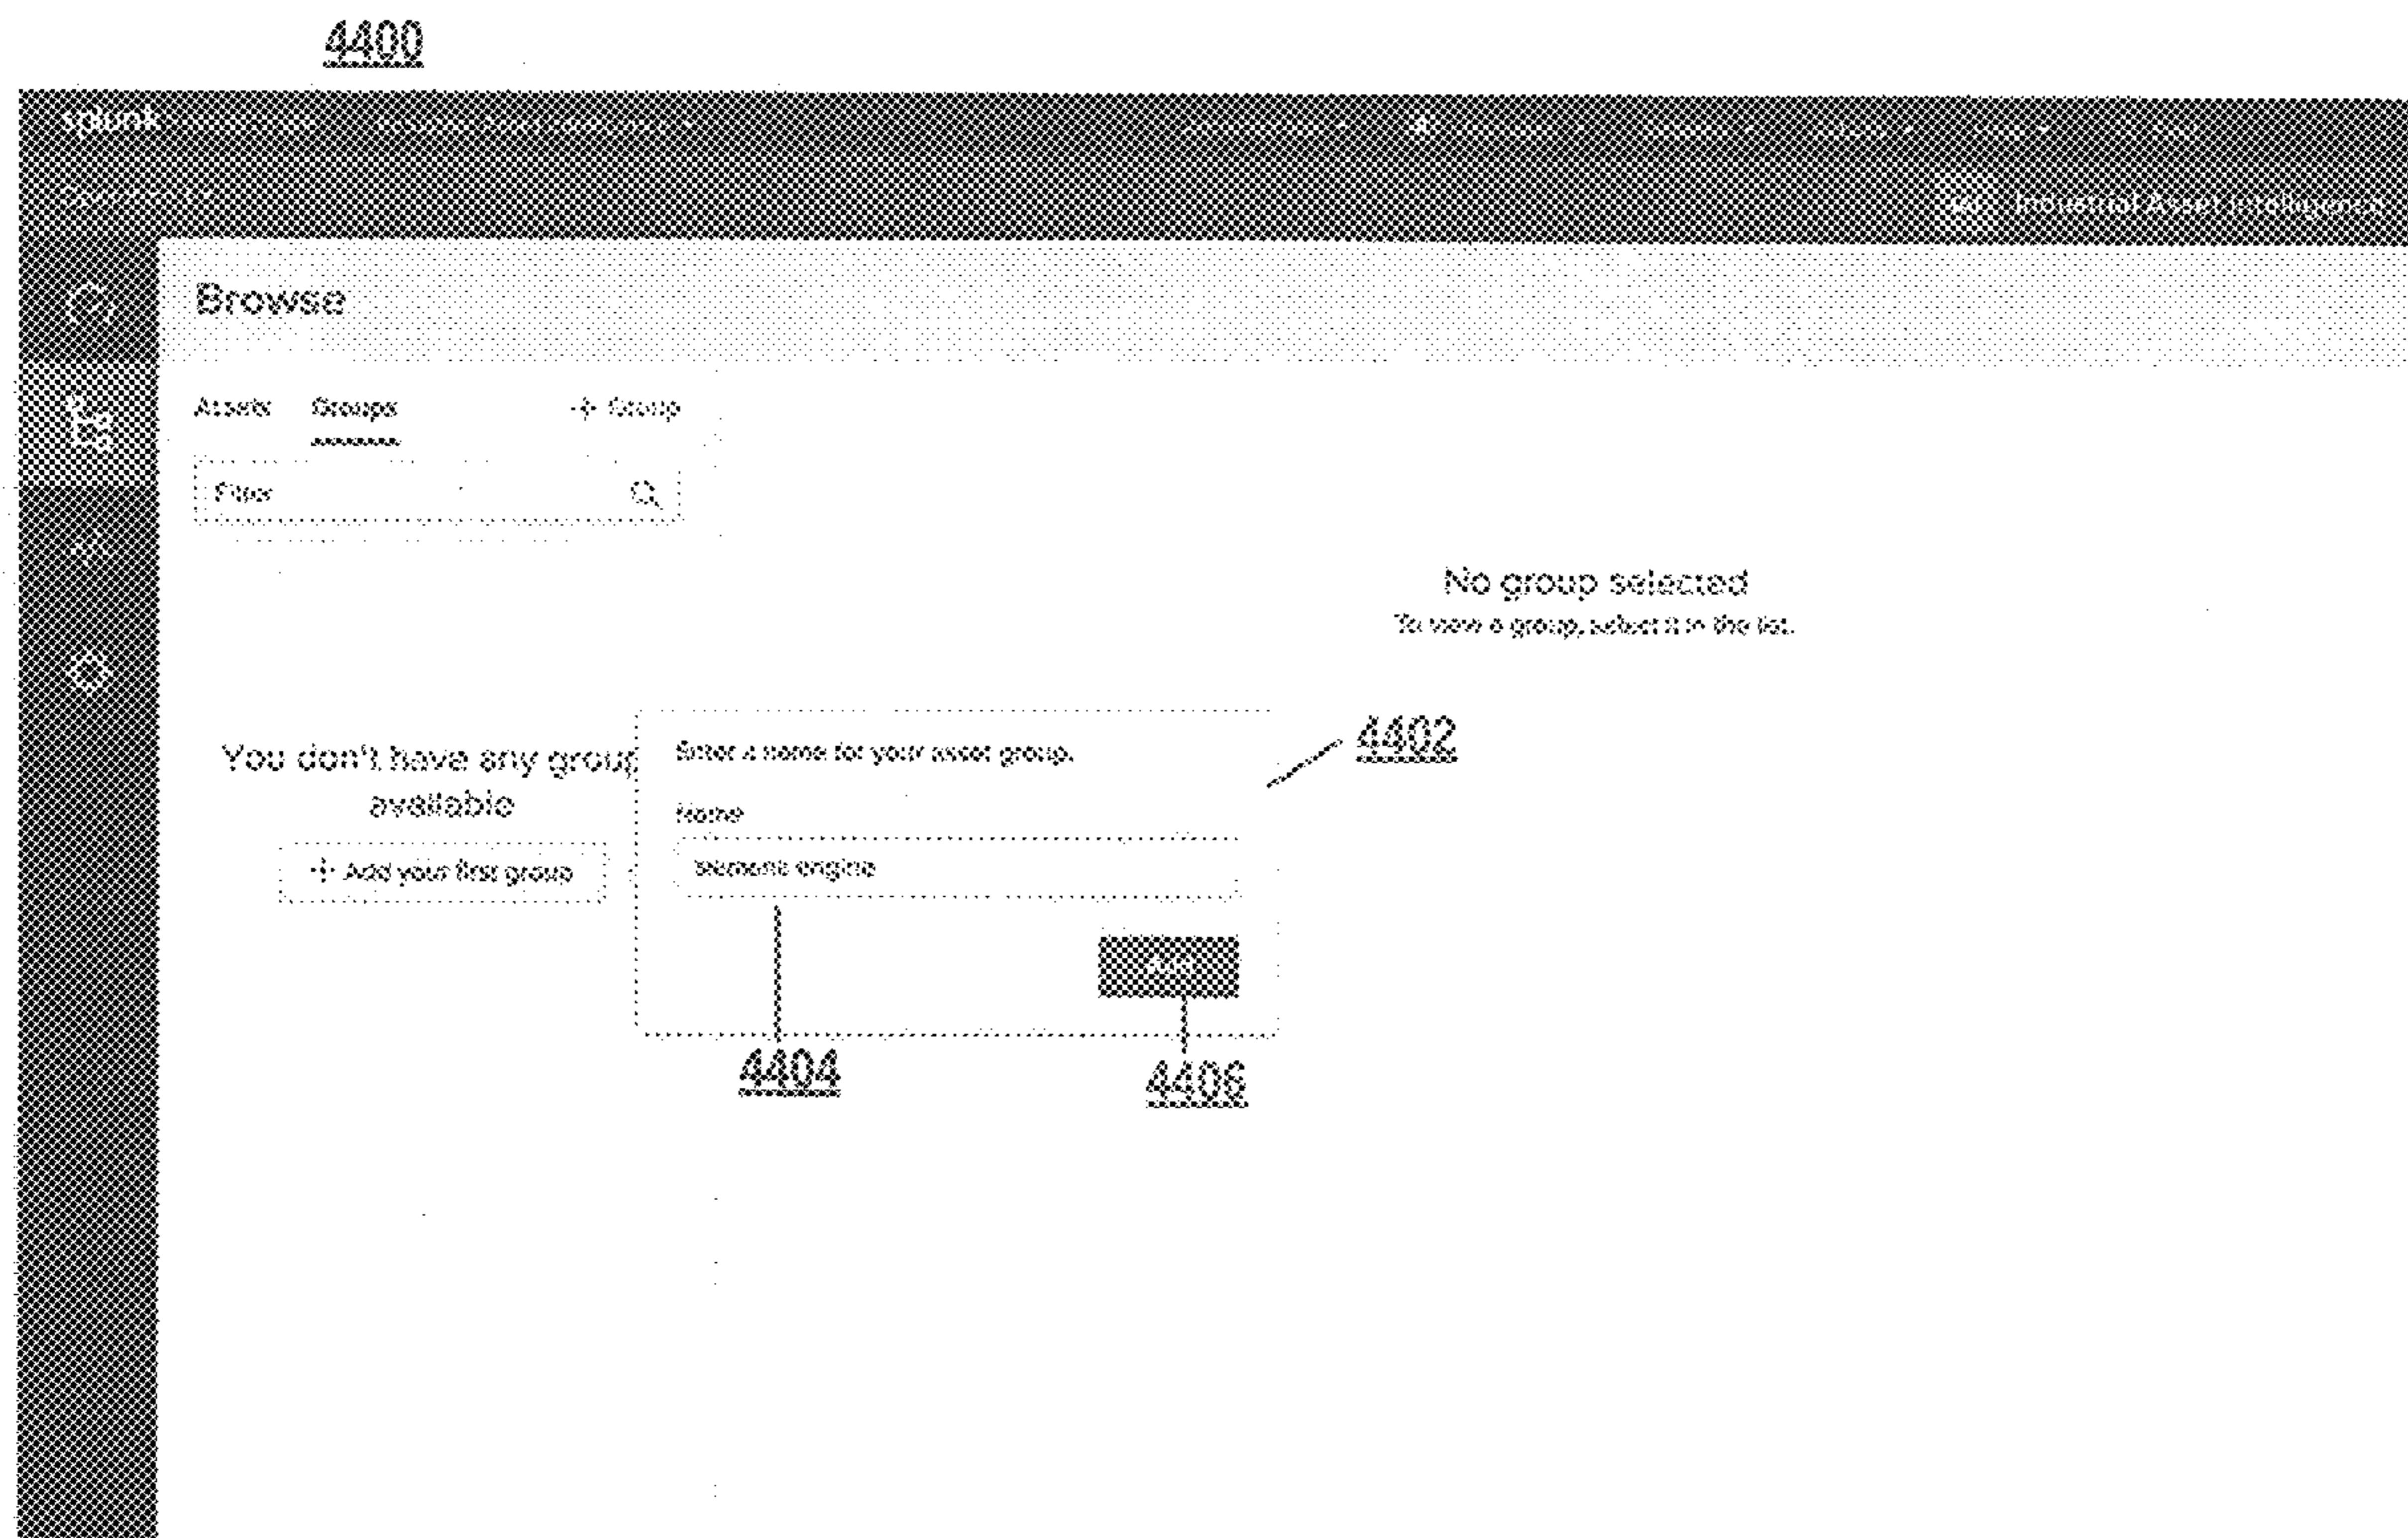 4400
splunk
Industrial Asset Intelligence
Browse
Assets Groups + Group
Filter
No group selected
To view a group, select it in the list.
You don't have any group
available
+ Add your first group
Enter a name for your asset group.
Name
siemens engine
Add
4402
4404
4406